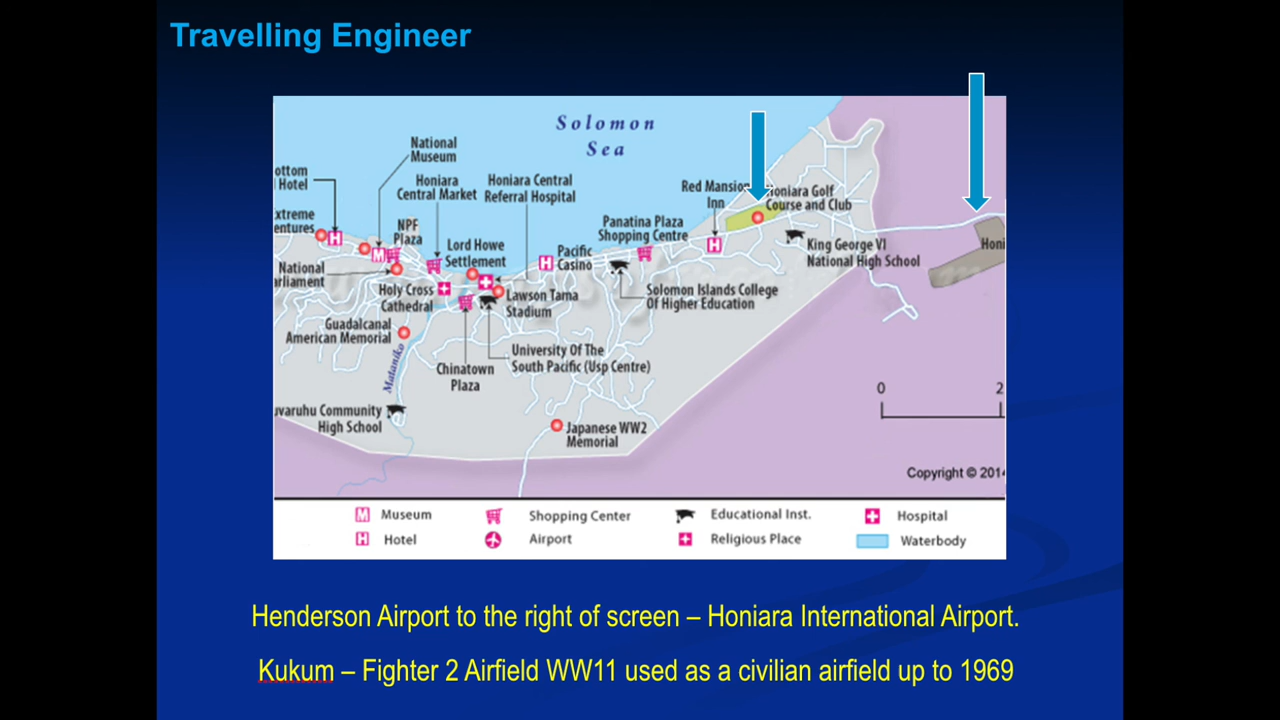 Travelling Engineer
Solomon
Sea
National
Museum
ottom
Hotel
Honiara
Central Market
Honiara Central
Referral Hospital
Red Mansion
Inn
Honiara Golf
Course and Club
xtreme
entures
NPF
Plaza
Panatina Plaza
Shopping Centre
Lord Howe
Settlement
Pacific
Casino
King George VI
National High School
Honi
National
arliament
Holy Cross
Cathedral
Lawson Tama
Stadium
Solomon Islands College
Of Higher Education
Guadalcanal
American Memorial
Mataniko
University Of The
South Pacific (Usp Centre)
Chinatown
Plaza
0 2
uvaruhu Community
High School
Japanese WW2
Memorial
Copyright © 2014
M Museum
Shopping Center
Educational Inst.
Hospital
H Hotel
Airport
Religious Place
Waterbody
Henderson Airport to the right of screen – Honiara International Airport.
Kukum – Fighter 2 Airfield WW11 used as a civilian airfield up to 1969